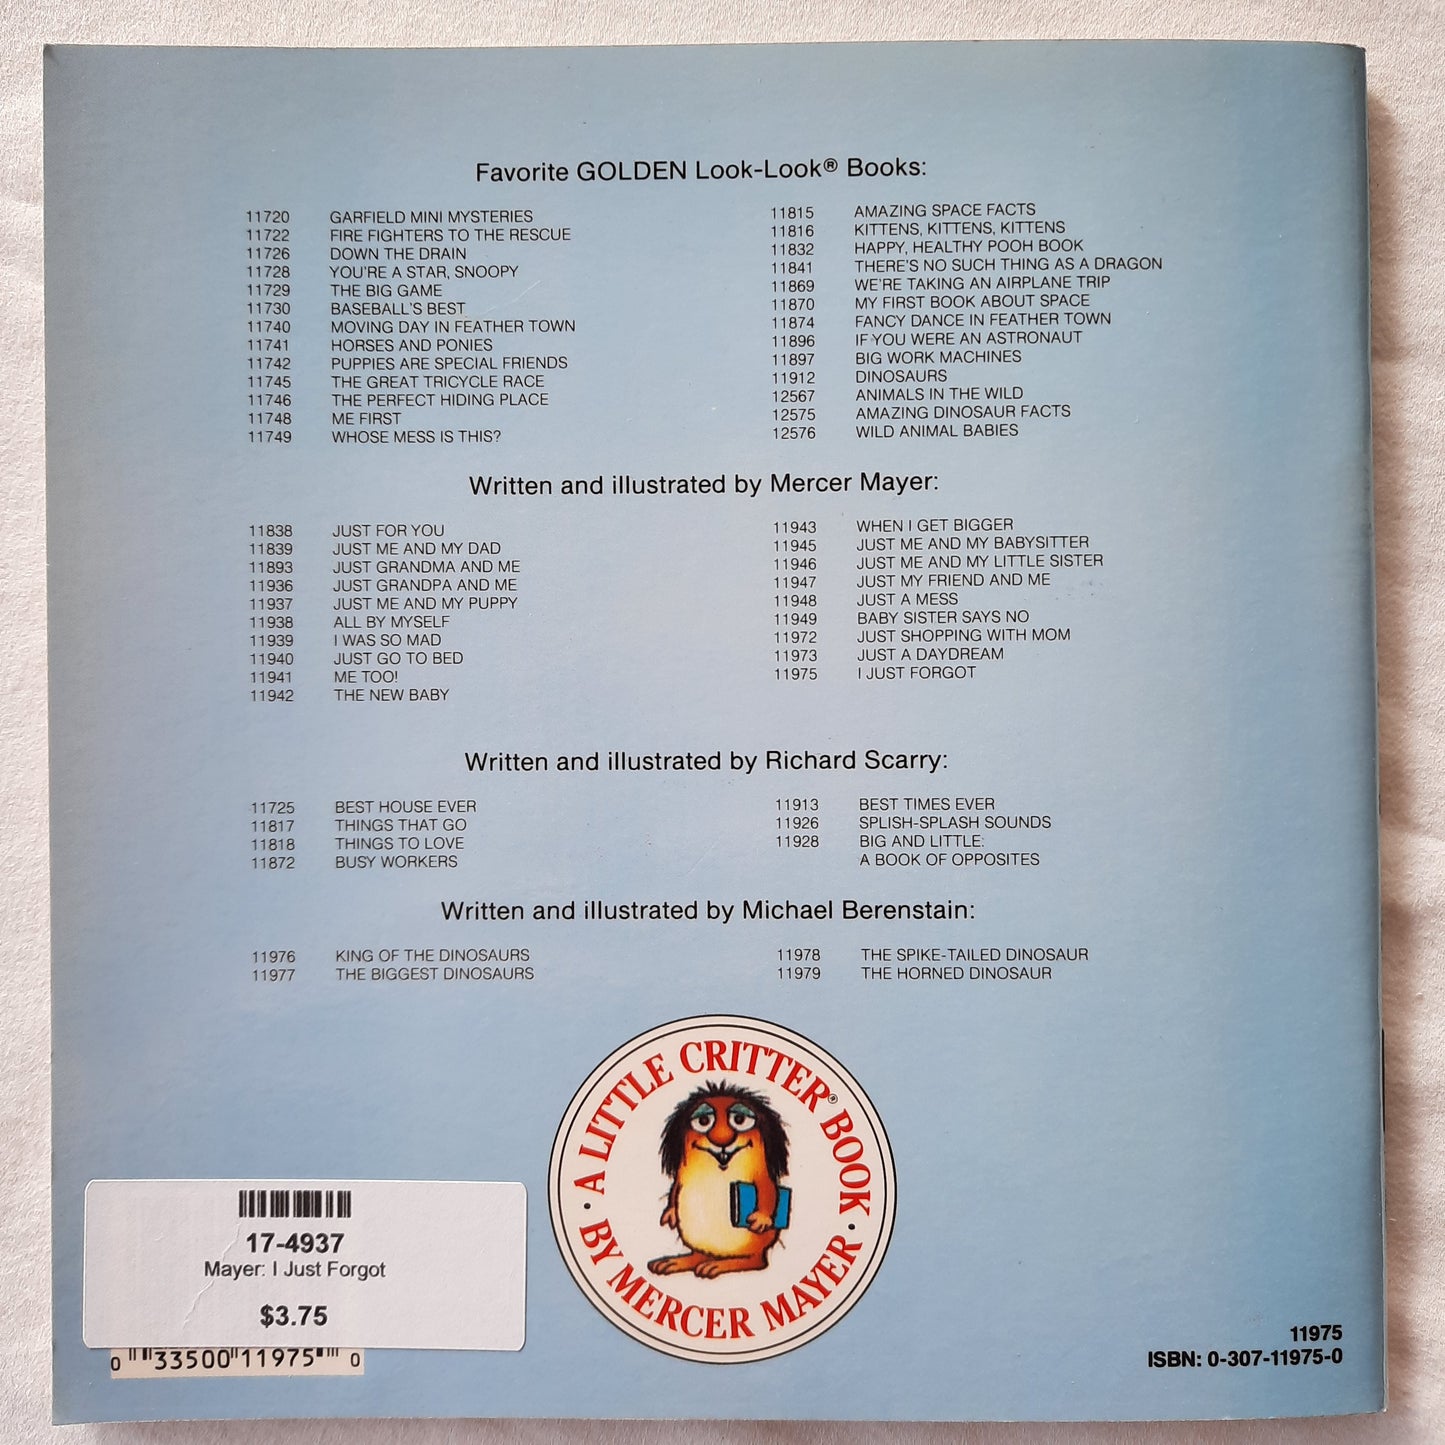 Favorite GOLDEN Look-Look® Books:
11720 GARFIELD MINI MYSTERIES
11722 FIRE FIGHTERS TO THE RESCUE
11726 DOWN THE DRAIN
11728 YOU'RE A STAR, SNOOPY
11729 THE BIG GAME
11730 BASEBALL'S BEST
11740 MOVING DAY IN FEATHER TOWN
11741 HORSES AND PONIES
11742 PUPPIES ARE SPECIAL FRIENDS
11745 THE GREAT TRICYCLE RACE
11746 THE PERFECT HIDING PLACE
11748 ME FIRST
11749 WHOSE MESS IS THIS?
11815 AMAZING SPACE FACTS
11816 KITTENS, KITTENS, KITTENS
11832 HAPPY, HEALTHY POOH BOOK
11841 THERE'S NO SUCH THING AS A DRAGON
11869 WE'RE TAKING AN AIRPLANE TRIP
11870 MY FIRST BOOK ABOUT SPACE
11874 FANCY DANCE IN FEATHER TOWN
11896 IF YOU WERE AN ASTRONAUT
11897 BIG WORK MACHINES
11912 DINOSAURS
12567 ANIMALS IN THE WILD
12575 AMAZING DINOSAUR FACTS
12576 WILD ANIMAL BABIES
Written and illustrated by Mercer Mayer:
11838 JUST FOR YOU
11839 JUST ME AND MY DAD
11893 JUST GRANDMA AND ME
11936 JUST GRANDPA AND ME
11937 JUST ME AND MY PUPPY
11938 ALL BY MYSELF
11939 I WAS SO MAD
11940 JUST GO TO BED
11941 ME TOO!
11942 THE NEW BABY
11943 WHEN I GET BIGGER
11945 JUST ME AND MY BABYSITTER
11946 JUST ME AND MY LITTLE SISTER
11947 JUST MY FRIEND AND ME
11948 JUST A MESS
11949 BABY SISTER SAYS NO
11972 JUST SHOPPING WITH MOM
11973 JUST A DAYDREAM
11975 I JUST FORGOT
Written and illustrated by Richard Scarry:
11725 BEST HOUSE EVER
11817 THINGS THAT GO
11818 THINGS TO LOVE
11872 BUSY WORKERS
11913 BEST TIMES EVER
11926 SPLISH-SPLASH SOUNDS
11928 BIG AND LITTLE:
A BOOK OF OPPOSITES
Written and illustrated by Michael Berenstain:
11976 KING OF THE DINOSAURS
11977 THE BIGGEST DINOSAURS
11978 THE SPIKE-TAILED DINOSAUR
11979 THE HORNED DINOSAUR
· A LITTLE CRITTER® BOOK ·
BY MERCER MAYER
17-4937
Mayer: I Just Forgot
$3.75
0 33500 11975 0
11975
ISBN: 0-307-11975-0